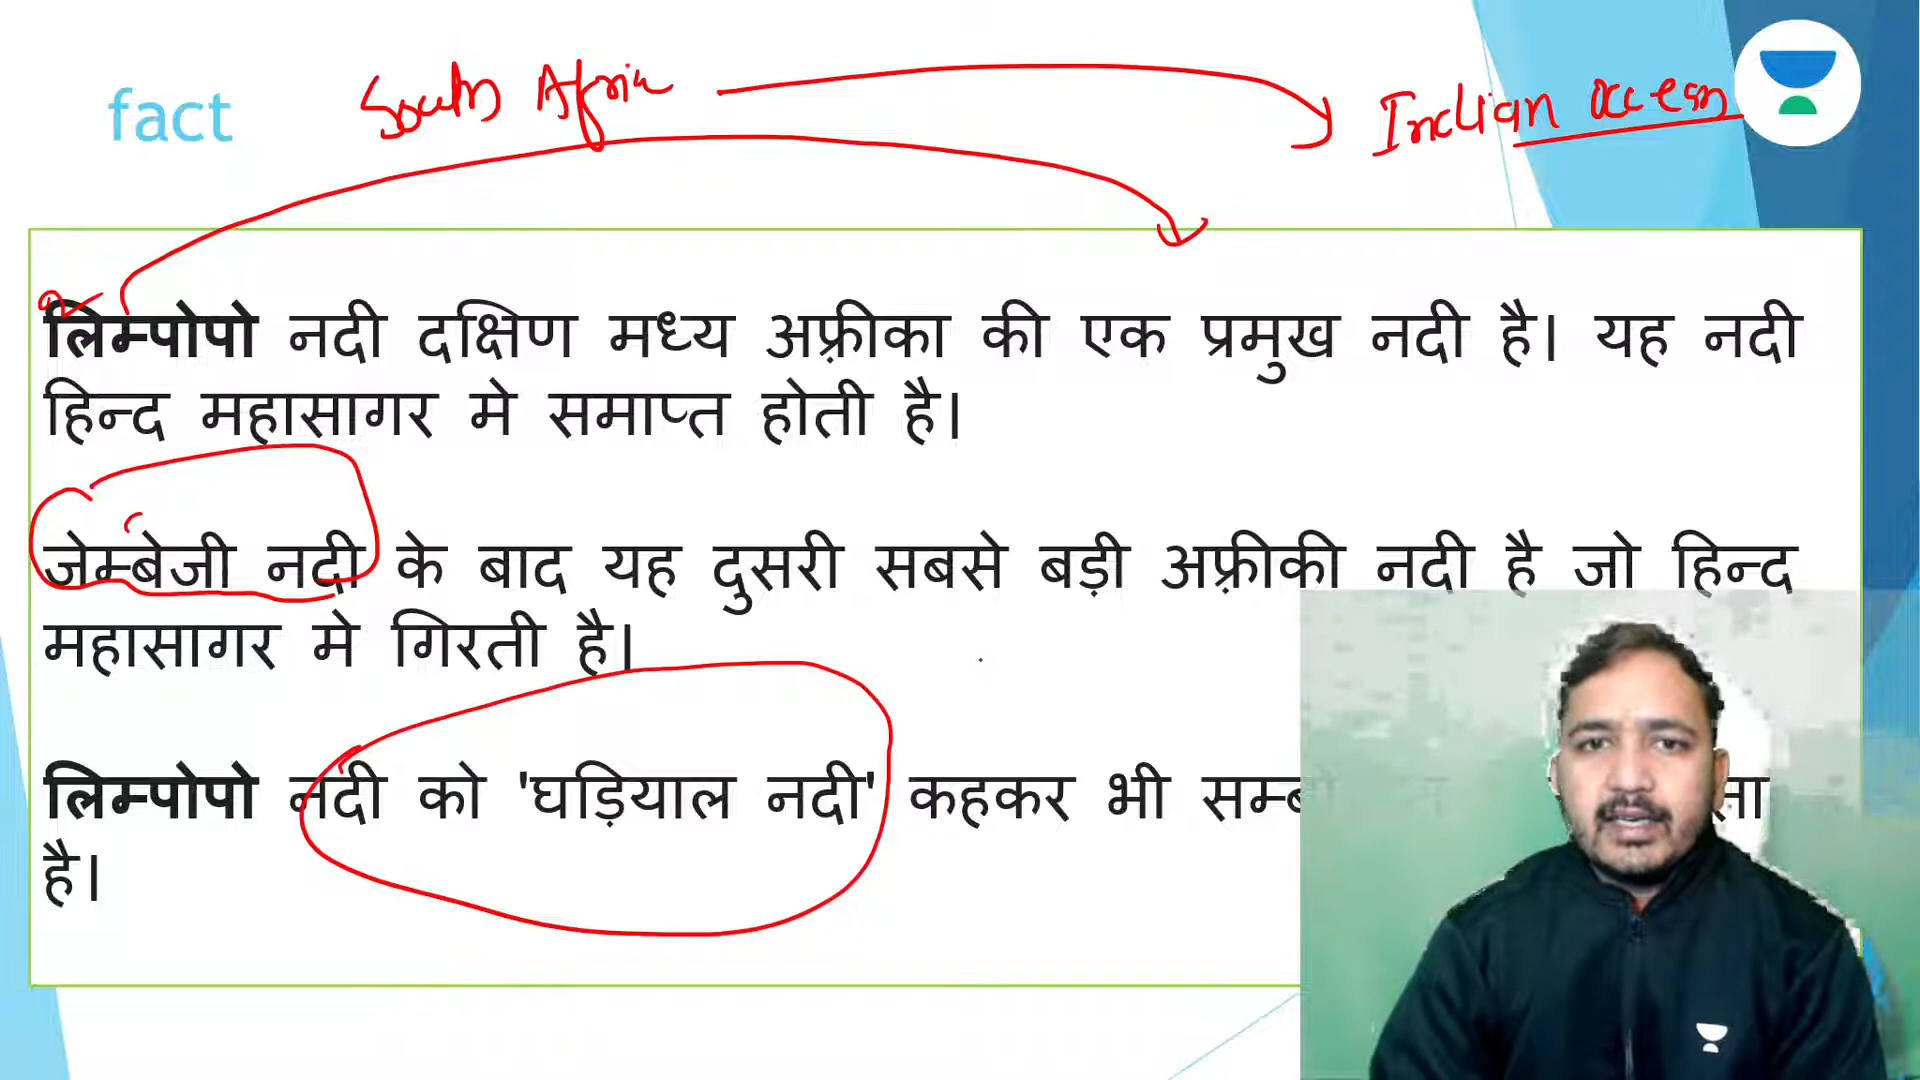 fact
South Africa
Indian ocean
लिम्पोपो नदी दक्षिण मध्य अफ़्रीका की एक प्रमुख नदी है। यह नदी
हिन्द महासागर मे समाप्त होती है।
जेम्बेजी नदी के बाद यह दुसरी सबसे बड़ी अफ़्रीकी नदी है जो हिन्द
महासागर मे गिरती है।
लिम्पोपो नदी को 'घड़ियाल नदी' कहकर भी
है।